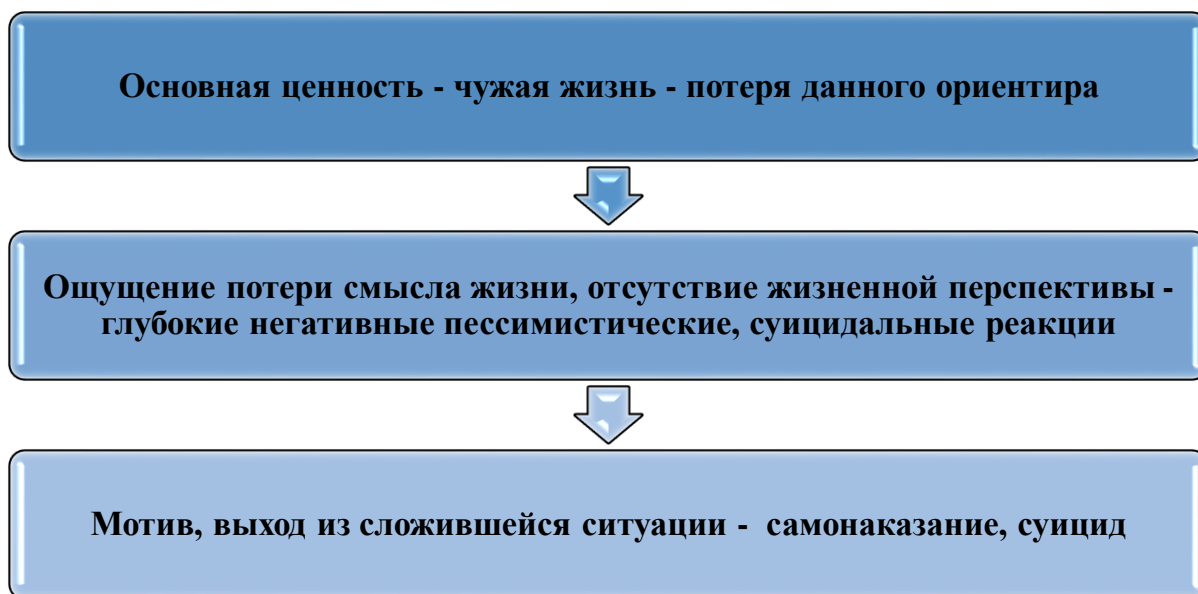 Основная ценность - чужая жизнь - потеря данного ориентира
Ощущение потери смысла жизни, отсутствие жизненной перспективы -
глубокие негативные пессимистические, суицидальные реакции
Мотив, выход из сложившейся ситуации - самонаказание, суицид